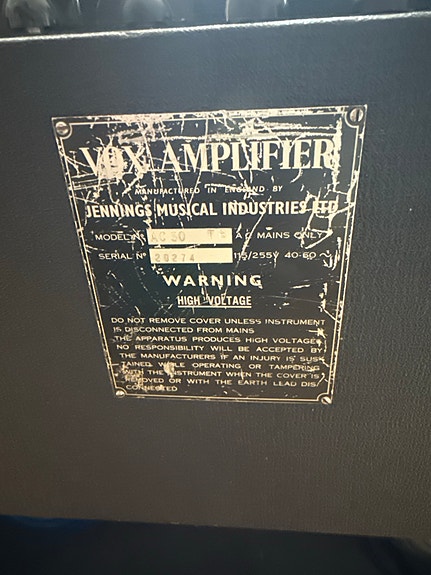 VOX AMPLIFIER
MANUFACTURED IN ENGLAND BY
JENNINGS MUSICAL INDUSTRIES LTD
MODEL Nº AC 50 A.C MAINS ONLY
SERIAL Nº 20274 115/255V 40-60 ~
WARNING
HIGH VOLTAGE
DO NOT REMOVE COVER UNLESS INSTRUMENT
IS DISCONNECTED FROM MAINS
THE APPARATUS PRODUCES HIGH VOLTAGES
NO RESPONSIBILITY WILL BE ACCEPTED BY
THE MANUFACTURERS IF AN INJURY IS SUS-
TAINED WHILE OPERATING OR TAMPERING
WITH THE INSTRUMENT WHEN THE COVER IS
REMOVED OR WITH THE EARTH LEAD DIS-
CONNECTED